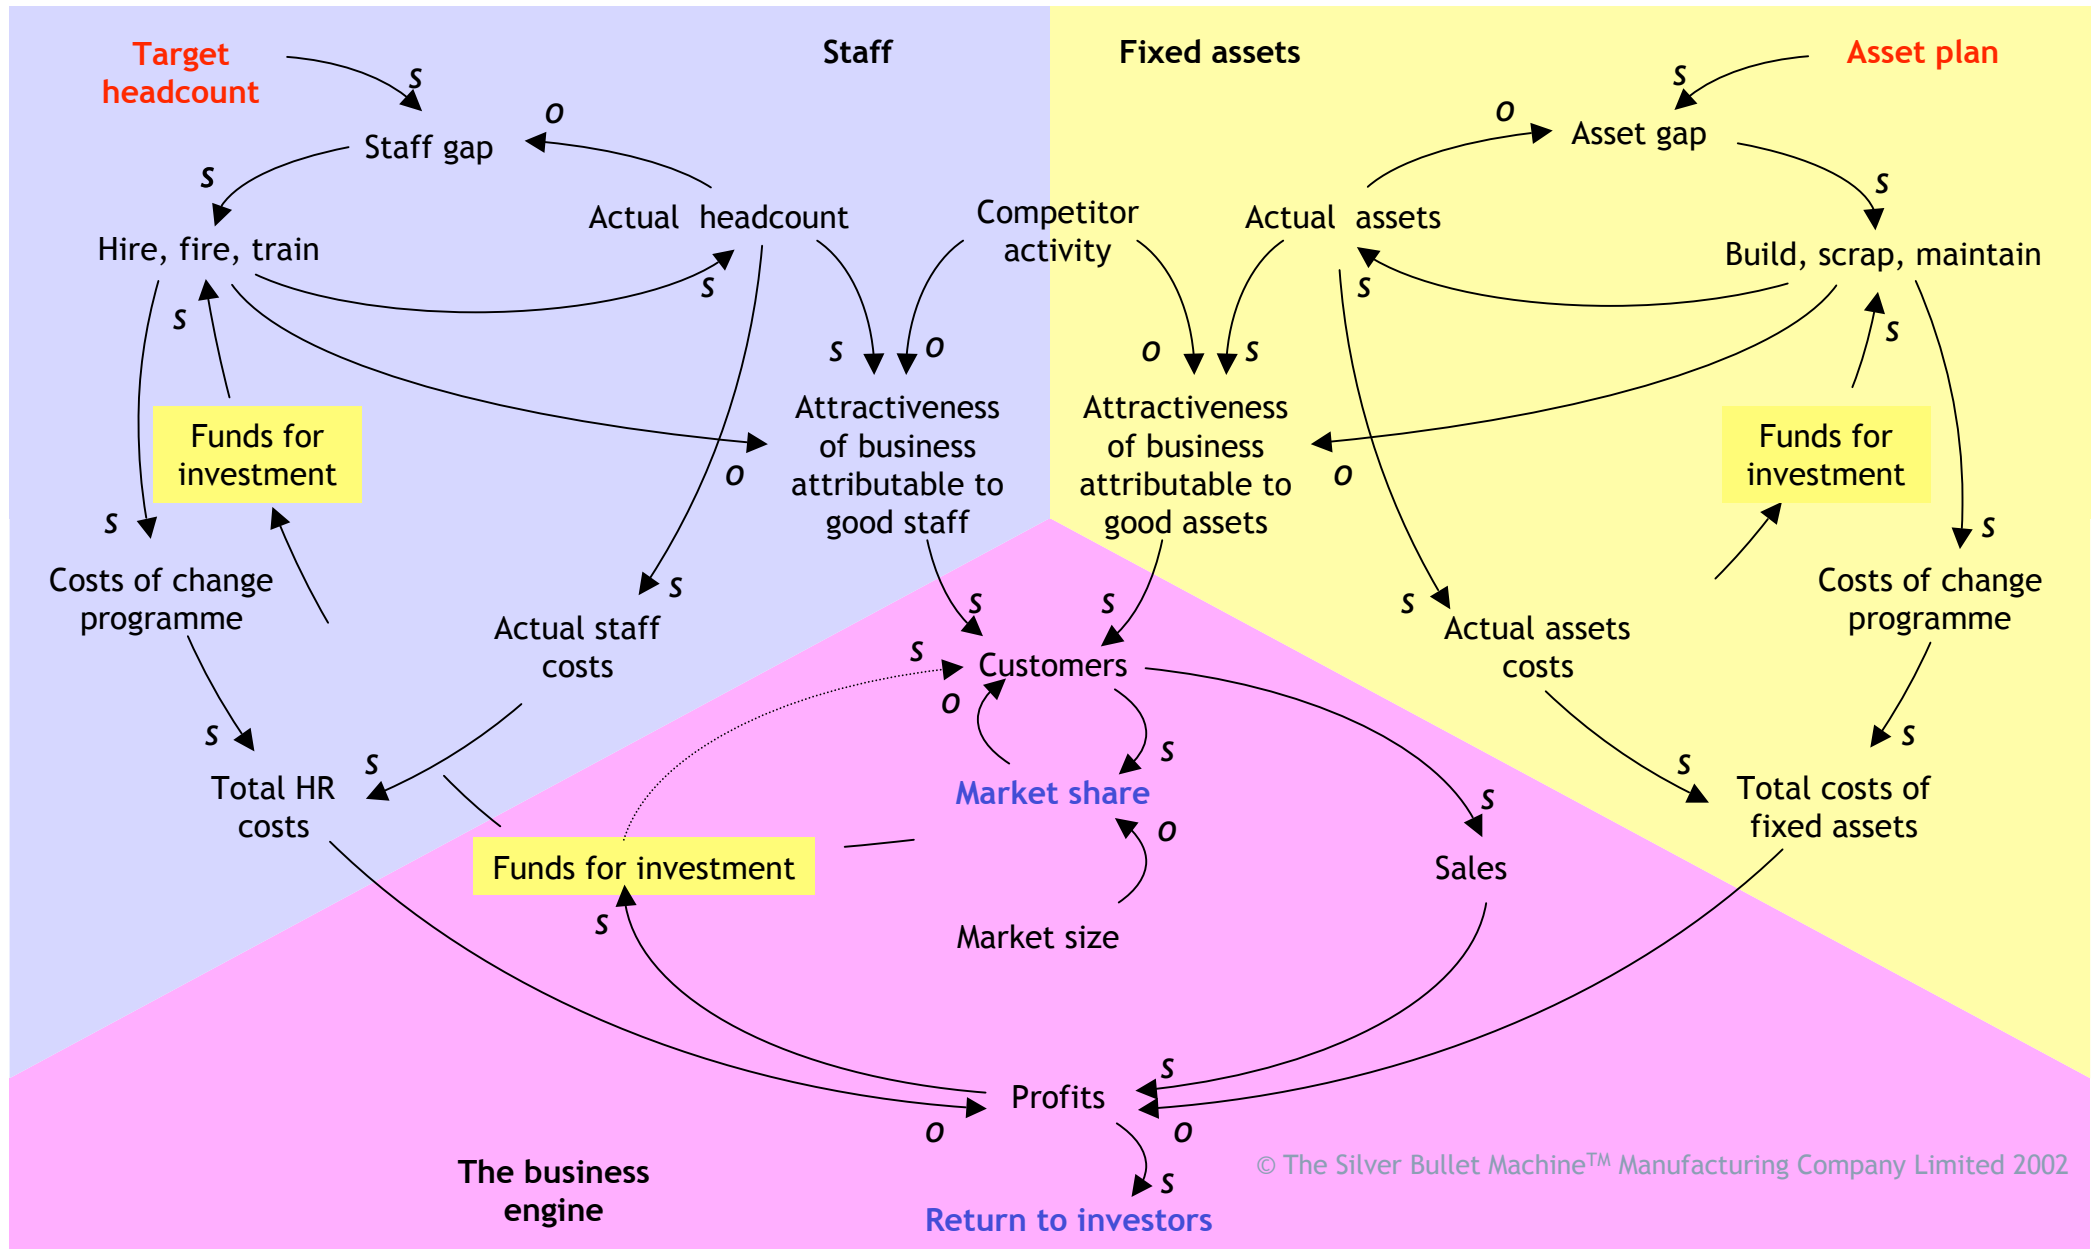 Target
headcount
Staff
Fixed assets
Asset plan
S
S
O
O
Staff gap
Asset gap
S
S
Actual headcount
Competitor
activity
Actual assets
Hire, fire, train
Build, scrap, maintain
S
S
S
S
S
O
O
S
Attractiveness
of business
attributable to
good staff
Attractiveness
of business
attributable to
good assets
Funds for
investment
Funds for
investment
O
O
S
S
Costs of change
programme
Costs of change
programme
S
S
S
S
Actual staff
costs
Actual assets
costs
Customers
S
O
S
S
S
S
S
S
Market share
Total HR
costs
Total costs of
fixed assets
S
O
Funds for investment
Sales
S
Market size
S
Profits
O
O
The business
engine
© The Silver Bullet Machine™ Manufacturing Company Limited 2002
S
Return to investors